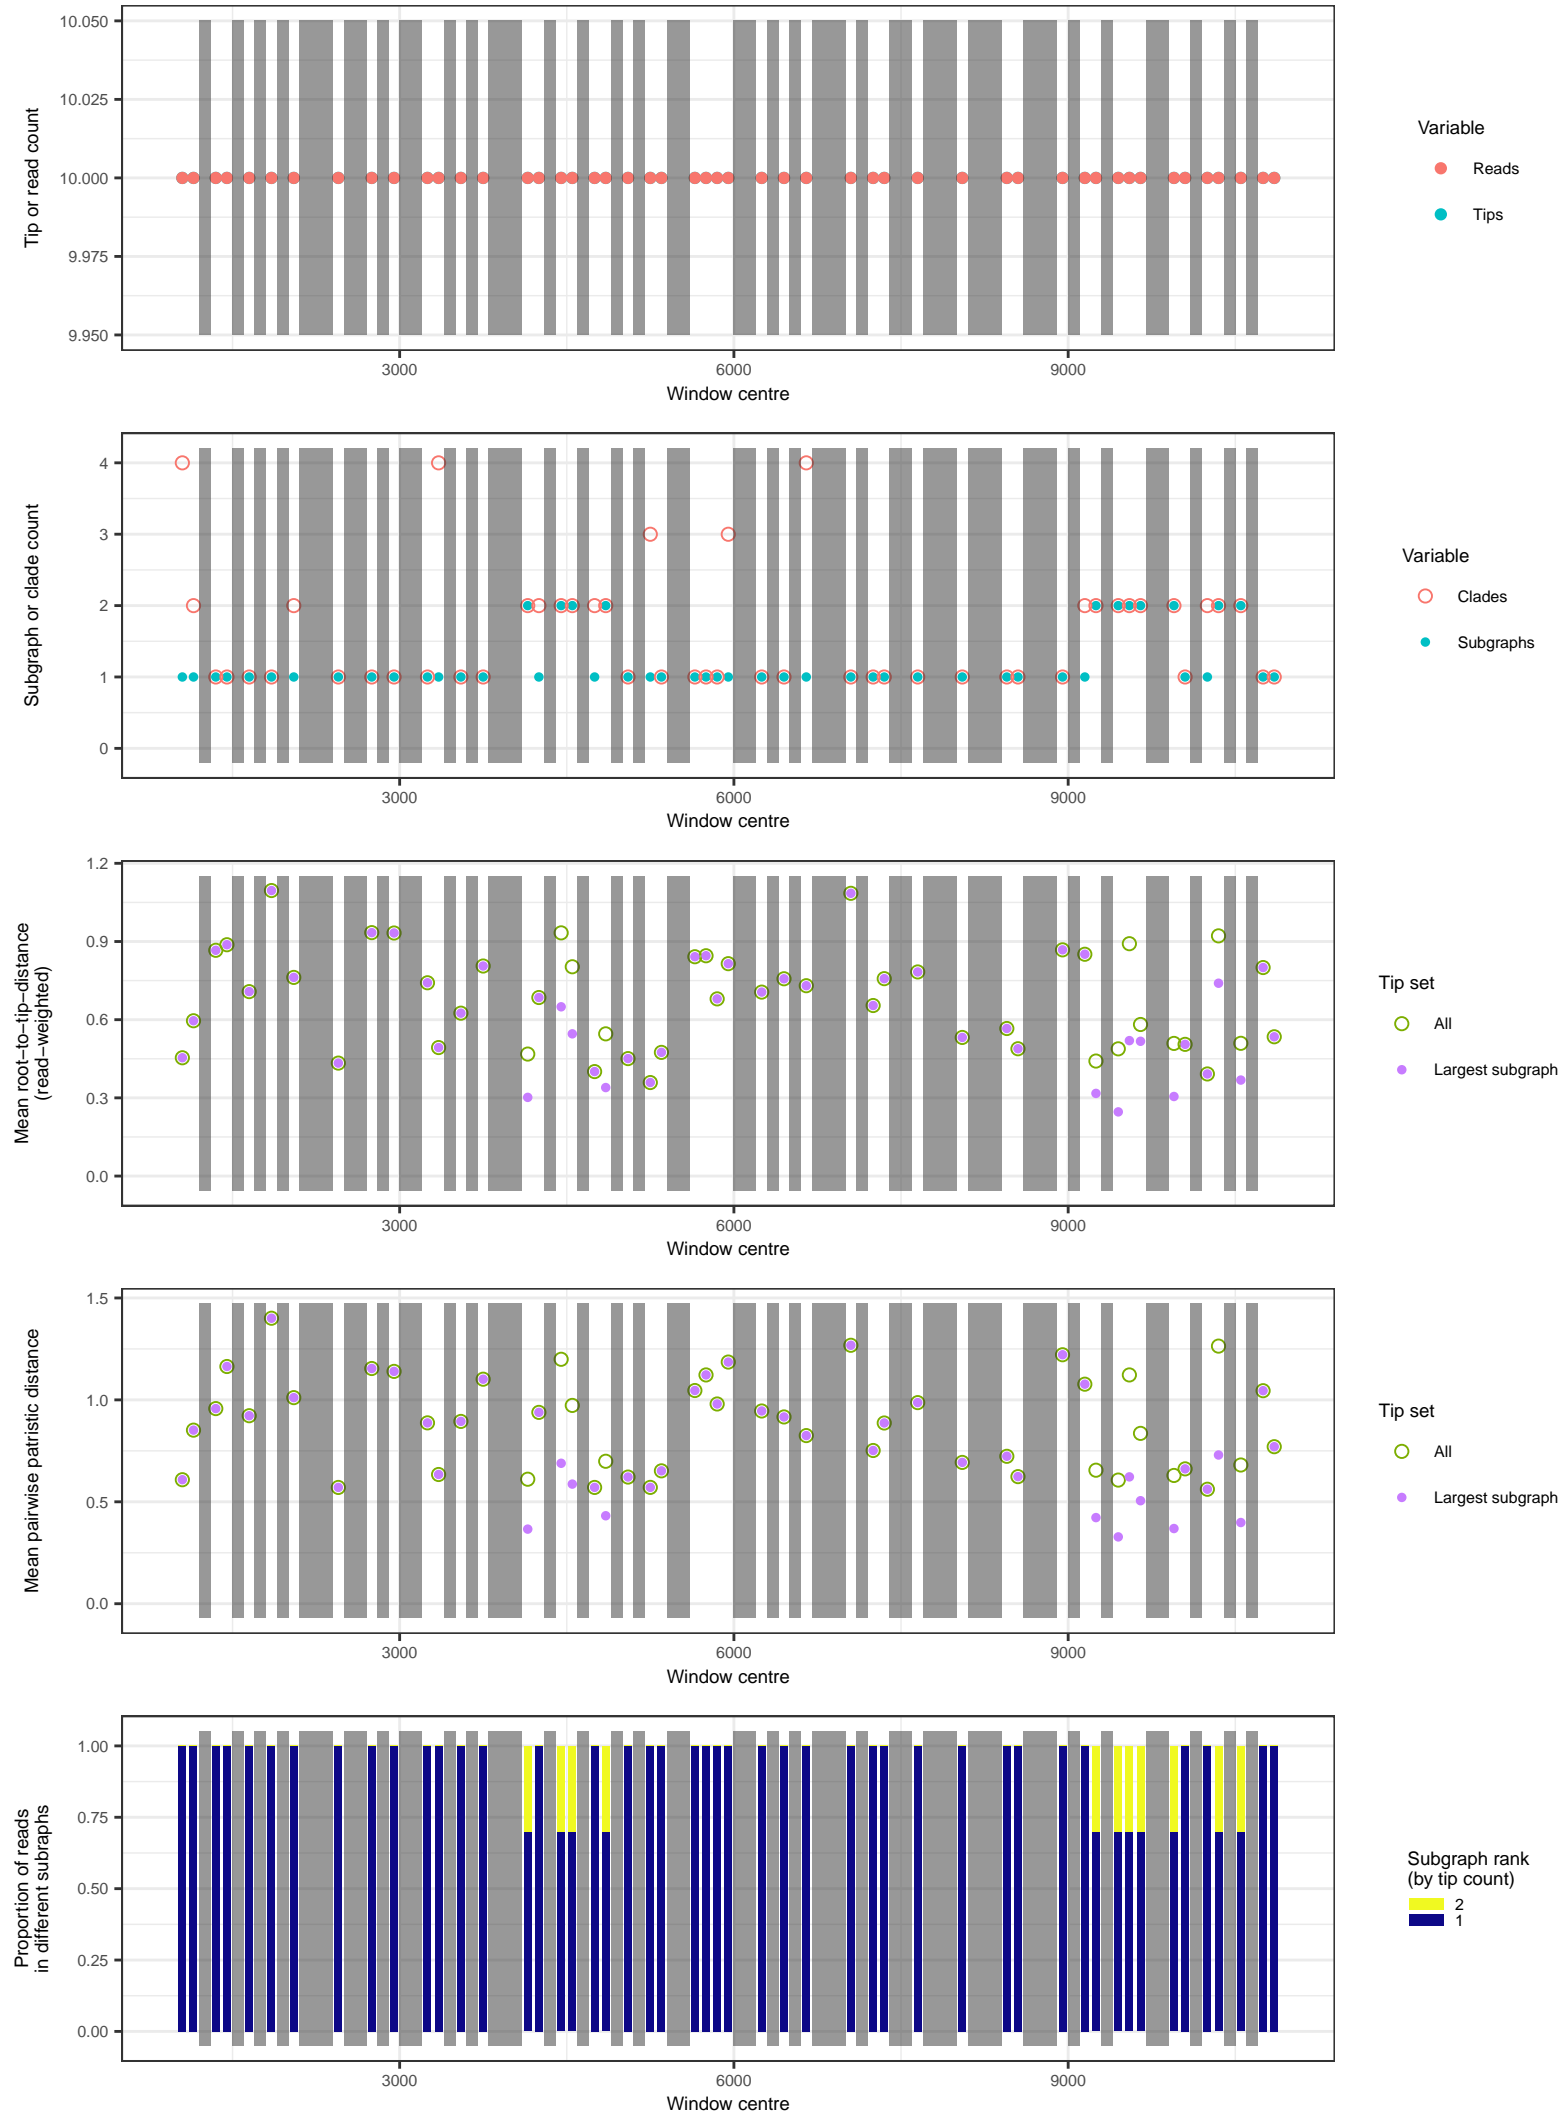 10.050
10.025
10.000
9.975
9.950
Tip or read count
3000
6000
9000
Window centre
Variable
Reads
Tips
4
3
2
1
0
Subgraph or clade count
3000
6000
9000
Window centre
Variable
Clades
Subgraphs
1.2
0.9
0.6
0.3
0.0
Mean root−to−tip−distance
(read−weighted)
3000
6000
9000
Window centre
Tip set
All
Largest subgraph
1.5
1.0
0.5
0.0
Mean pairwise patristic distance
3000
6000
9000
Window centre
Tip set
All
Largest subgraph
1.00
0.75
0.50
0.25
0.00
Proportion of reads
in different subraphs
3000
6000
9000
Window centre
Subgraph rank
(by tip count)
2
1